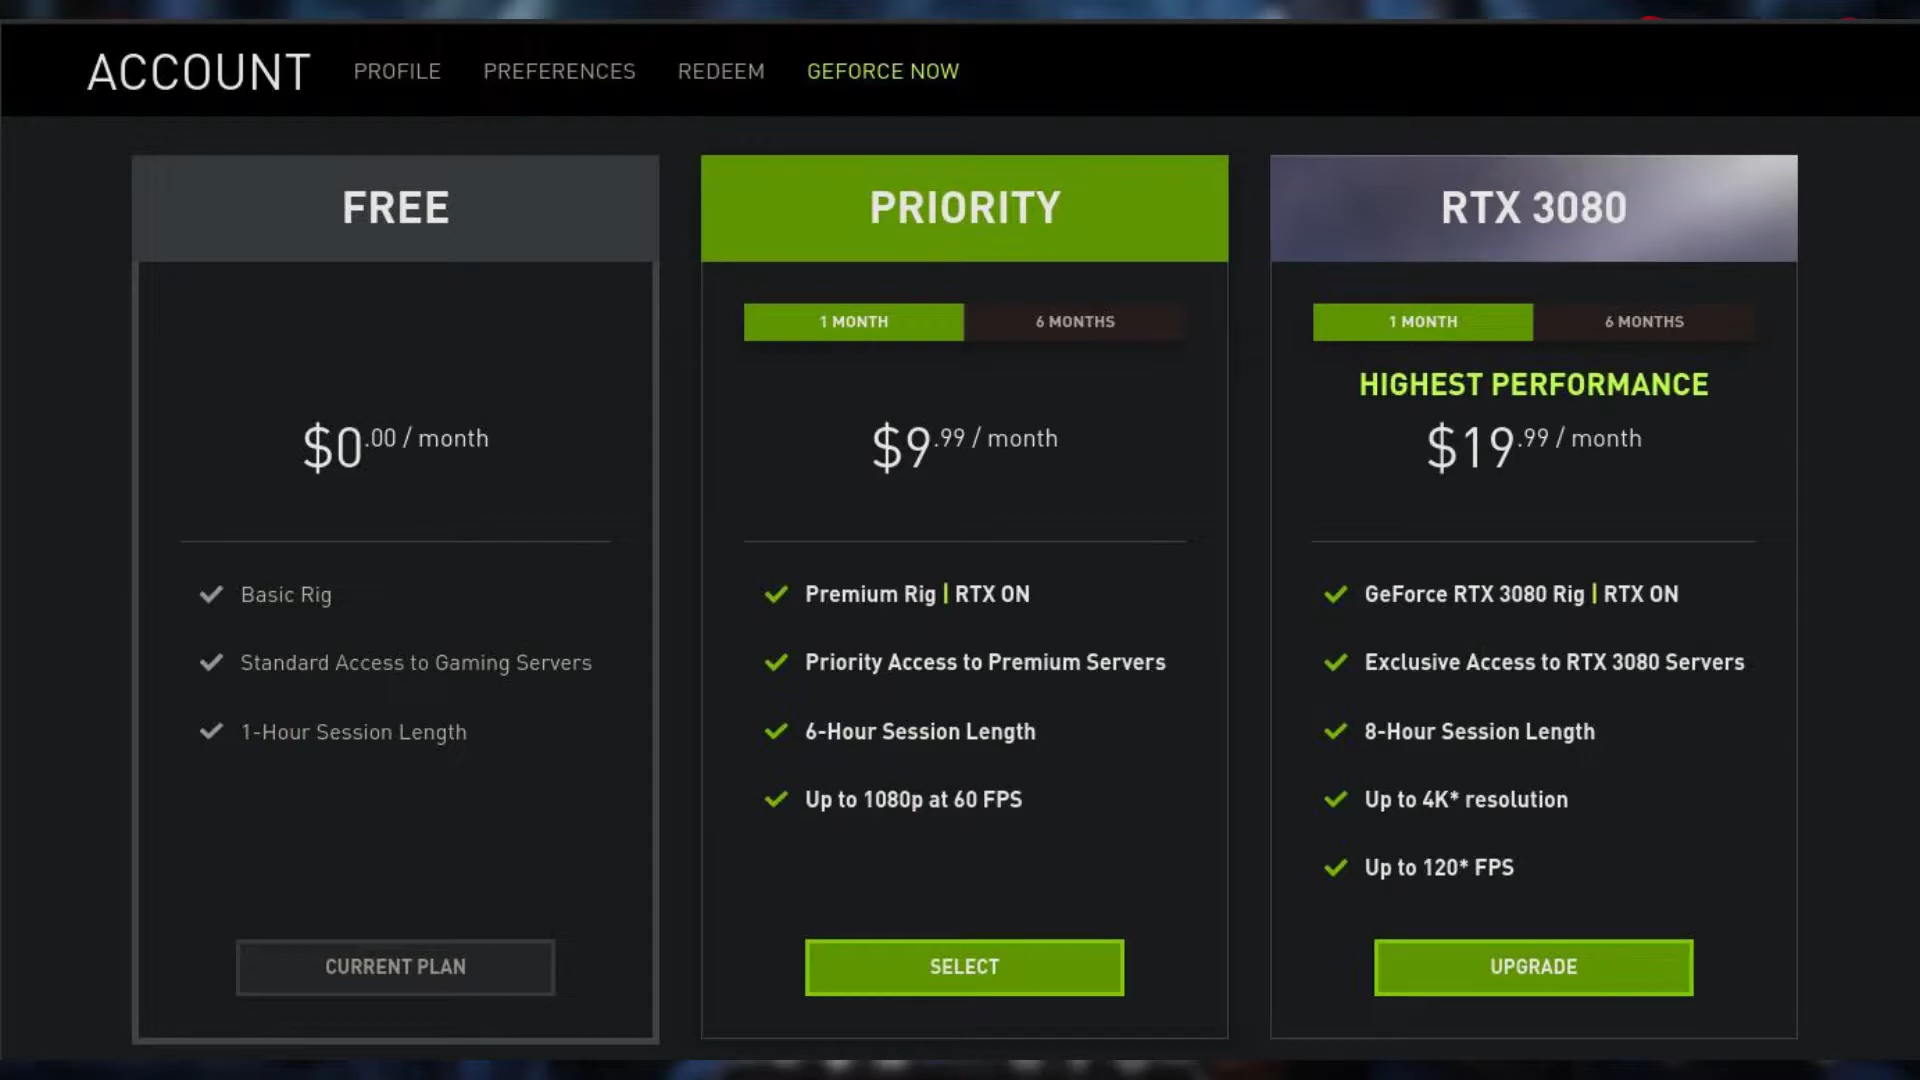 ACCOUNT PROFILE PREFERENCES REDEEM GEFORCE NOW
FREE
$0.00 / month
Basic Rig
Standard Access to Gaming Servers
1-Hour Session Length
CURRENT PLAN
PRIORITY
1 MONTH 6 MONTHS
$9.99 / month
Premium Rig | RTX ON
Priority Access to Premium Servers
6-Hour Session Length
Up to 1080p at 60 FPS
SELECT
RTX 3080
1 MONTH 6 MONTHS
HIGHEST PERFORMANCE
$19.99 / month
GeForce RTX 3080 Rig | RTX ON
Exclusive Access to RTX 3080 Servers
8-Hour Session Length
Up to 4K* resolution
Up to 120* FPS
UPGRADE